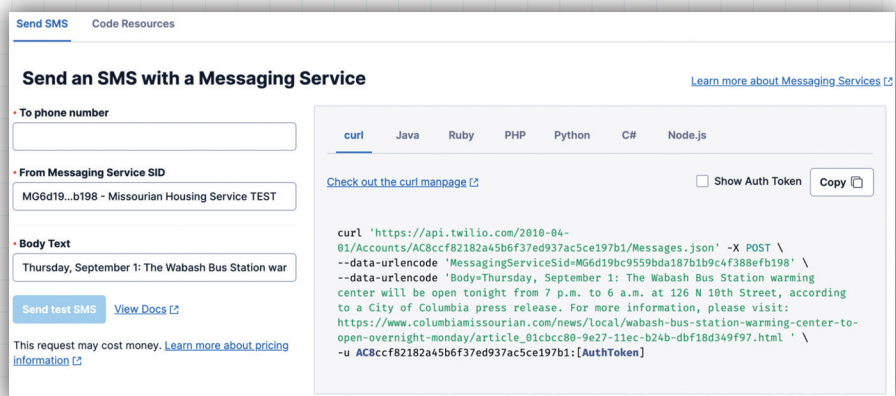 Send SMS
Code Resources
Send an SMS with a Messaging Service
Learn more about Messaging Services
• To phone number
• From Messaging Service SID
MG6d19...b198 - Missourian Housing Service TEST
• Body Text
Thursday, September 1: The Wabash Bus Station war
Send test SMS
View Docs
This request may cost money. Learn more about pricing
information
curl
Java
Ruby
PHP
Python
C#
Node.js
Check out the curl manpage
Show Auth Token
Copy
curl 'https://api.twilio.com/2010-04-
01/Accounts/AC8ccf82182a45b6f37ed937ac5ce197b1/Messages.json' -X POST \
--data-urlencode 'MessagingServiceSid=MG6d19bc9559bda187b1b9c4f388efb198' \
--data-urlencode 'Body=Thursday, September 1: The Wabash Bus Station warming
center will be open tonight from 7 p.m. to 6 a.m. at 126 N 10th Street, according
to a City of Columbia press release. For more information, please visit:
https://www.columbiamissourian.com/news/local/wabash-bus-station-warming-center-to-
open-overnight-monday/article_01cbcc80-9e27-11ec-b24b-dbf18d349f97.html ' \
-u AC8ccf82182a45b6f37ed937ac5ce197b1:[AuthToken]